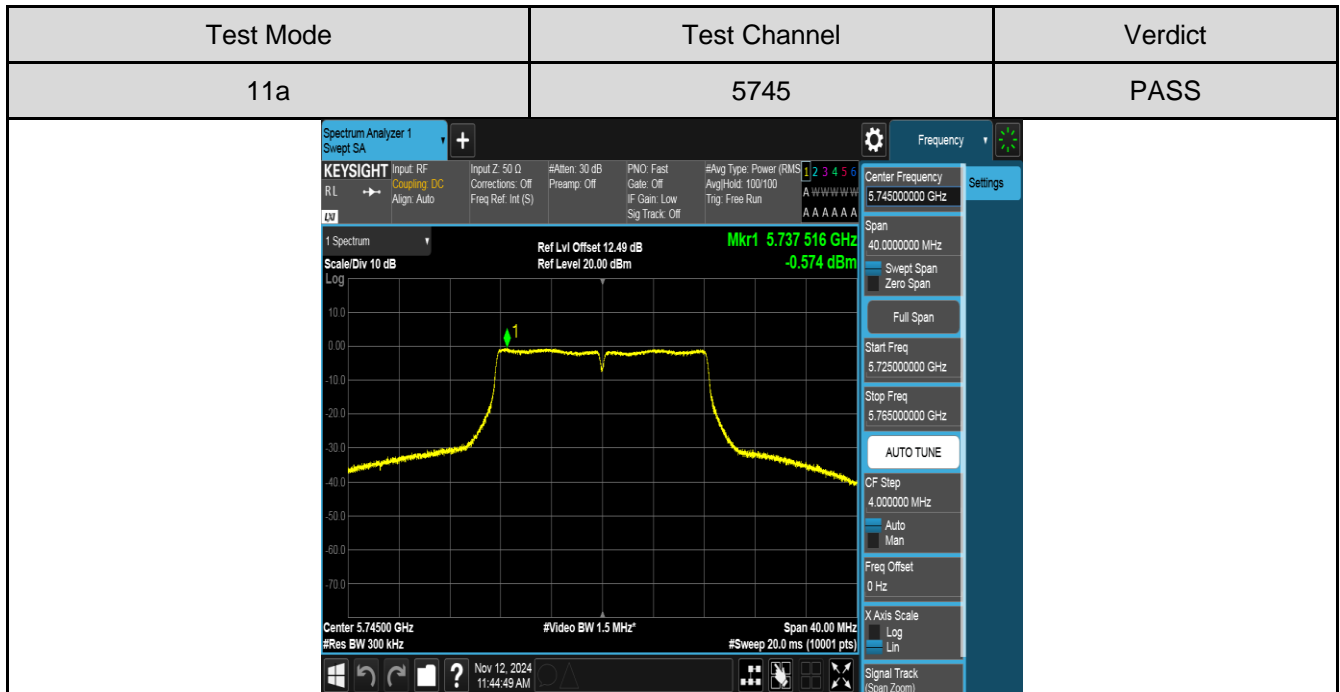 Test Mode Test Channel Verdict
11a 5745 PASS
Spectrum Analyzer 1
Swept SA
+
Frequency
KEYSIGHT
RL
LXI
Input: RF
Coupling: DC
Align: Auto
Input Z: 50 Ω
Corrections: Off
Freq Ref: Int (S)
#Atten: 30 dB
Preamp: Off
PNO: Fast
Gate: Off
IF Gain: Low
Sig Track: Off
#Avg Type: Power (RMS
Avg|Hold: 100/100
Trig: Free Run
1 2 3 4 5 6
A W W W W W
A A A A A A
1 Spectrum
Scale/Div 10 dB
Ref Lvl Offset 12.49 dB
Ref Level 20.00 dBm
Mkr1 5.737 516 GHz
-0.574 dBm
Log
10.0
0.00
-10.0
-20.0
-30.0
-40.0
-50.0
-60.0
-70.0
1
Center 5.74500 GHz
#Res BW 300 kHz
#Video BW 1.5 MHz*
Span 40.00 MHz
#Sweep 20.0 ms (10001 pts)
Nov 12, 2024
11:44:49 AM
?
Center Frequency
5.745000000 GHz
Settings
Span
40.0000000 MHz
Swept Span
Zero Span
Full Span
Start Freq
5.725000000 GHz
Stop Freq
5.765000000 GHz
AUTO TUNE
CF Step
4.000000 MHz
Auto
Man
Freq Offset
0 Hz
X Axis Scale
Log
Lin
Signal Track
(Span Zoom)